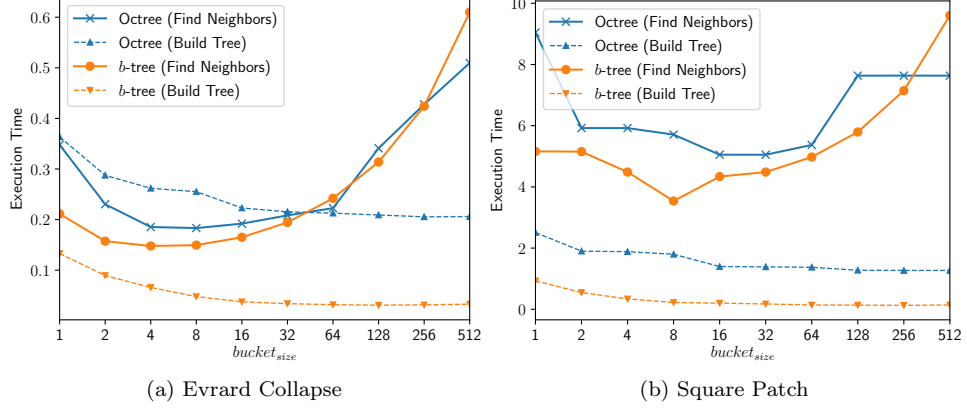 0.6
0.5
0.4
0.3
0.2
0.1
Execution Time
Octree (Find Neighbors)
Octree (Build Tree)
b-tree (Find Neighbors)
b-tree (Build Tree)
1 2 4 8 16 32 64 128 256 512
bucket_size
(a) Evrard Collapse
10
8
6
4
2
0
Execution Time
Octree (Find Neighbors)
Octree (Build Tree)
b-tree (Find Neighbors)
b-tree (Build Tree)
1 2 4 8 16 32 64 128 256 512
bucket_size
(b) Square Patch